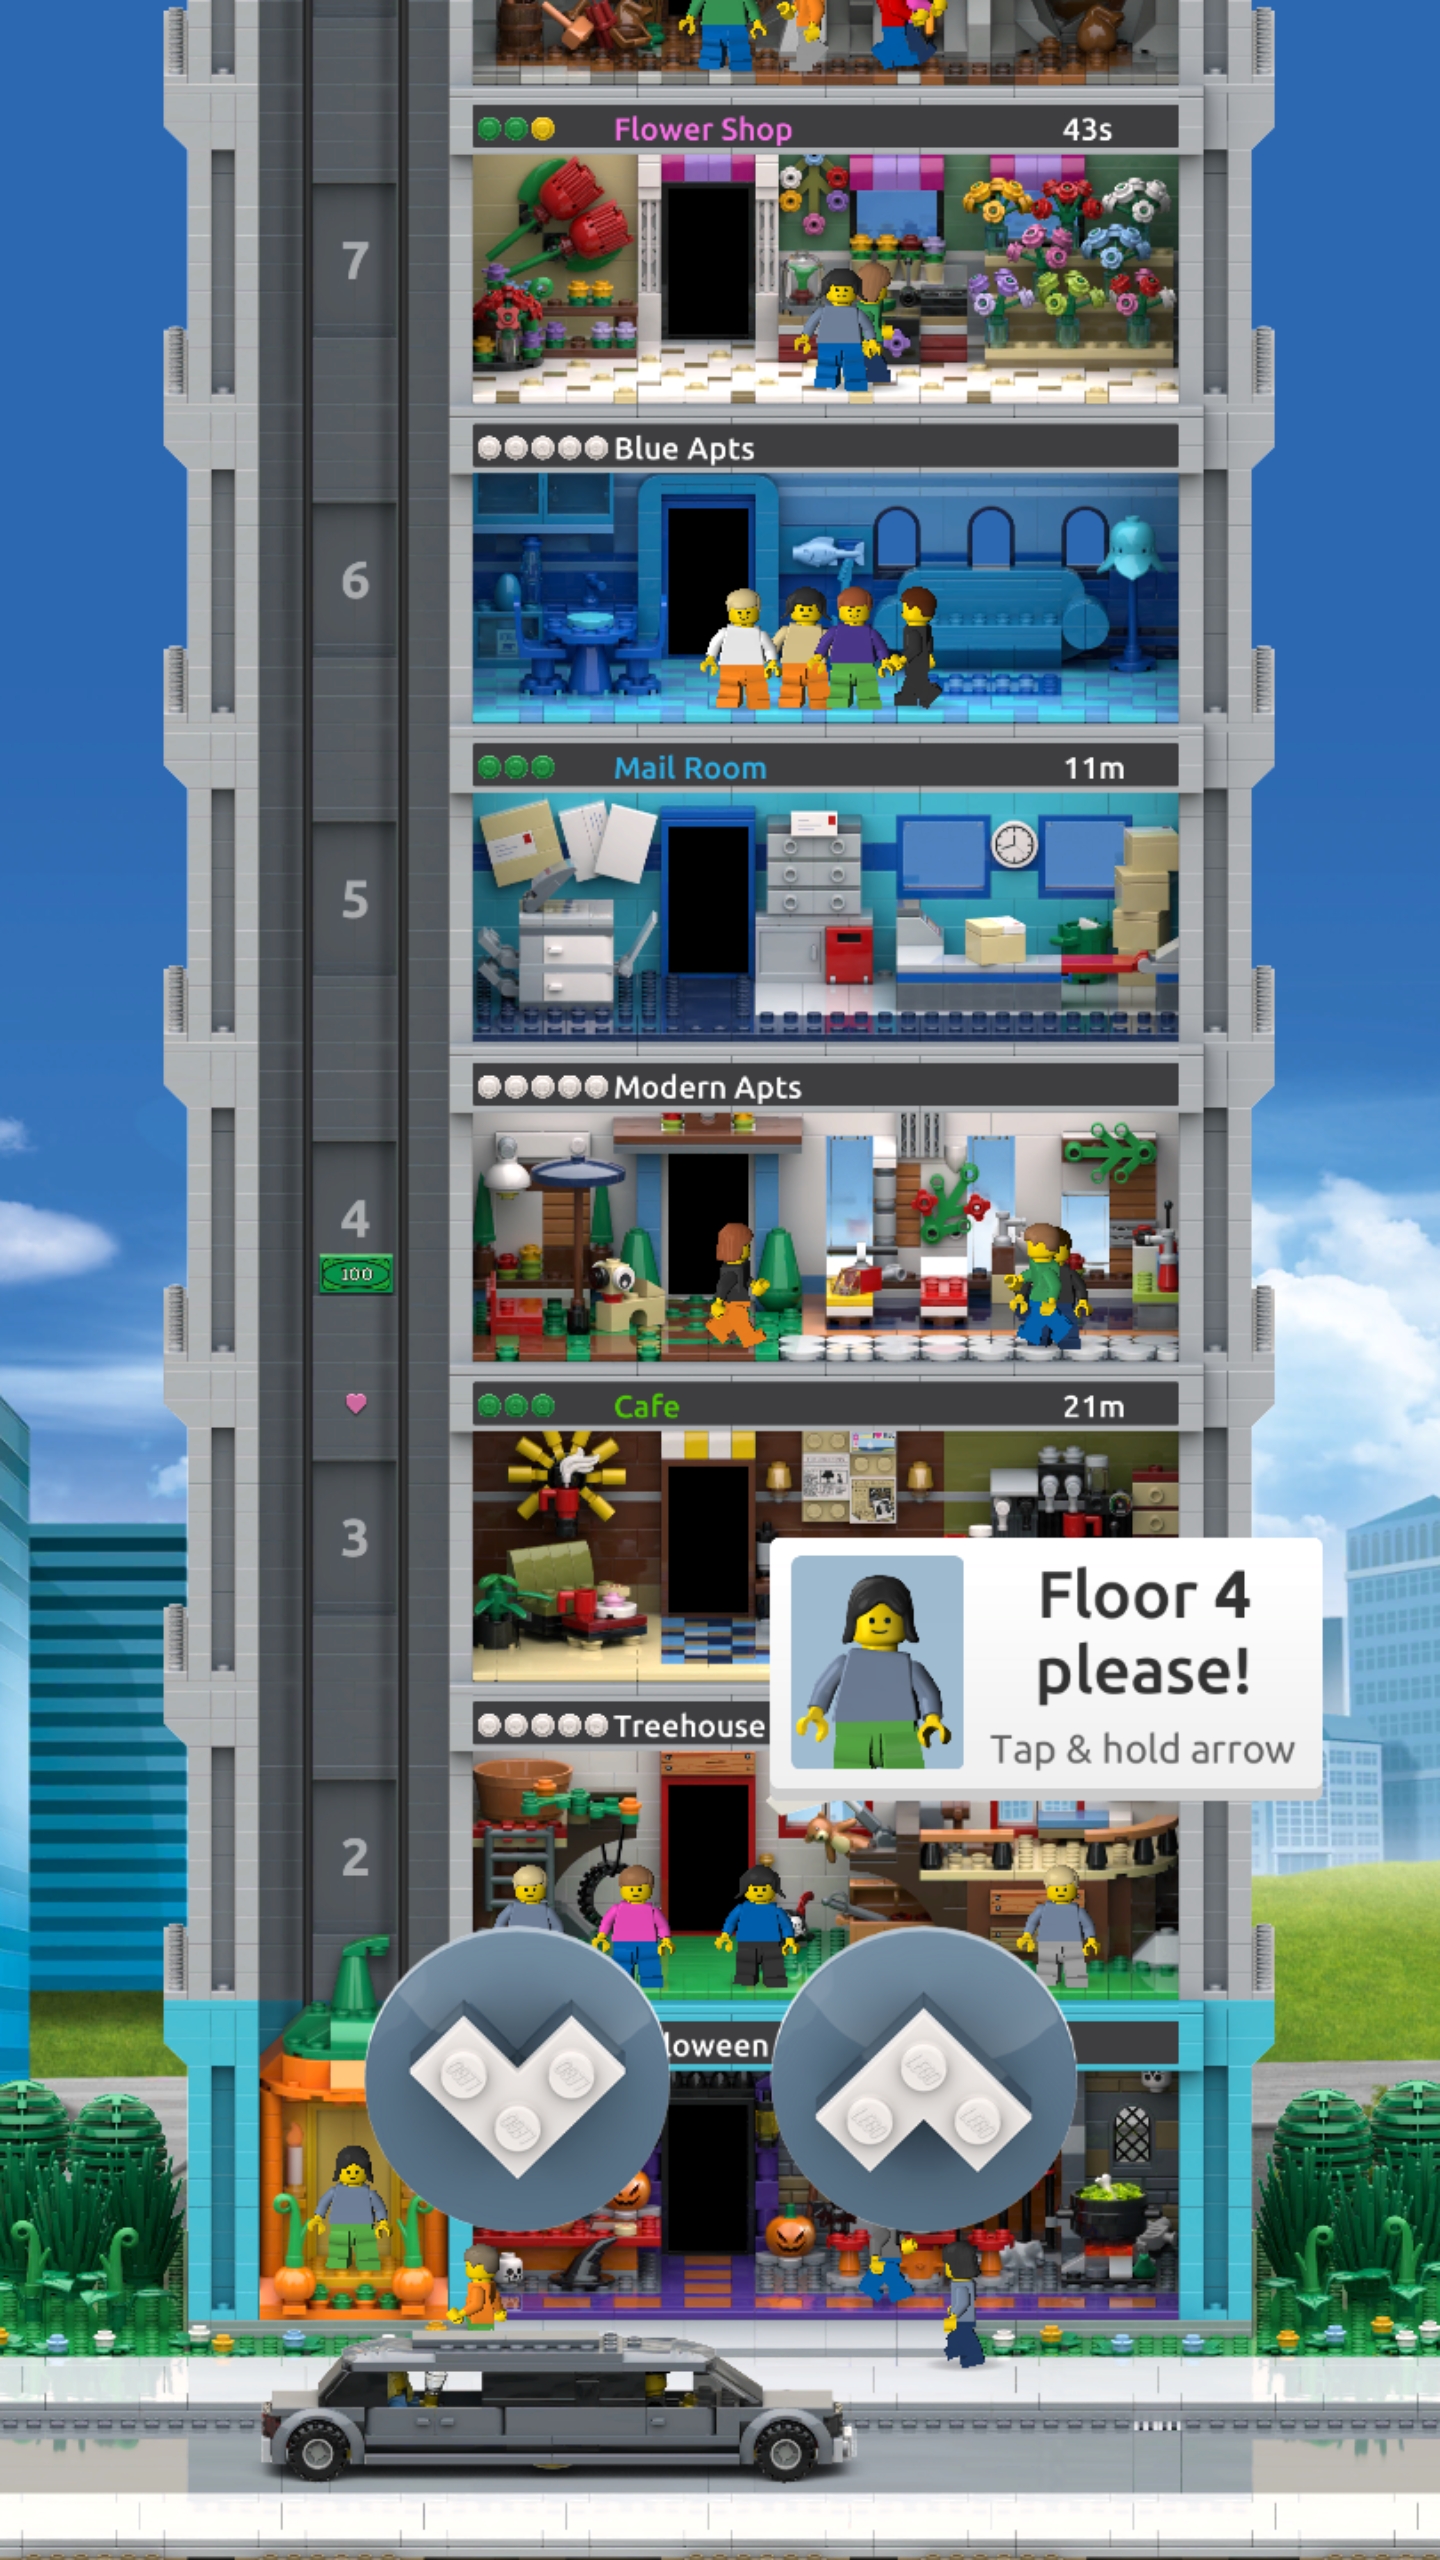 Flower Shop 43s
7
Blue Apts
6
Mail Room 11m
5
Modern Apts
4
100
Cafe 21m
3
Floor 4
please!
Tap & hold arrow
Treehouse
2
loween